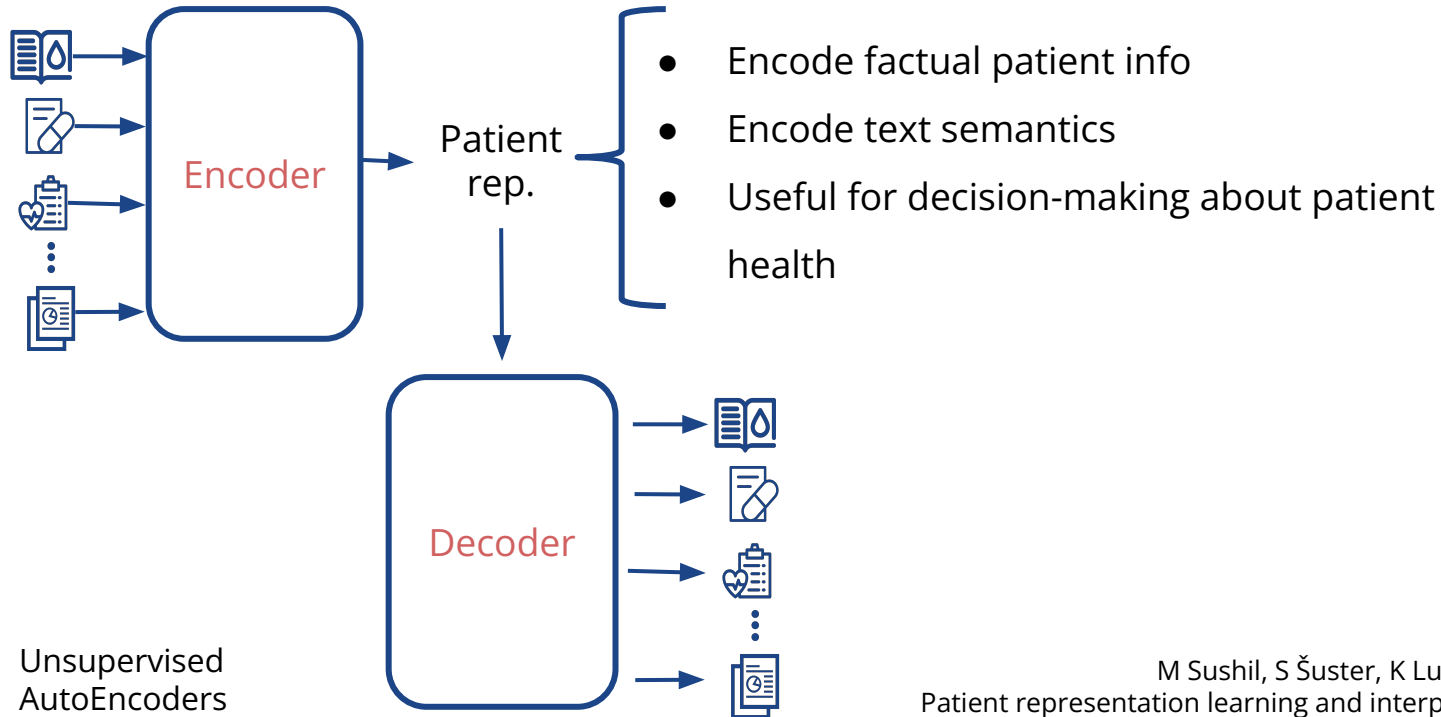 Encoder
Patient
rep.
● Encode factual patient info
● Encode text semantics
● Useful for decision-making about patient
health
Decoder
Unsupervised
AutoEncoders
M Sushil, S Šuster, K Lu
Patient representation learning and interp